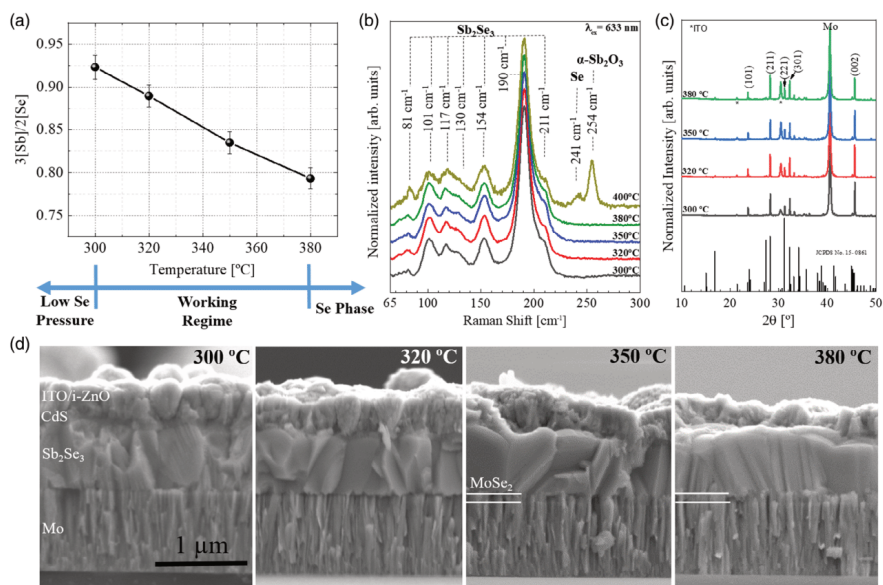 (a)
3[Sb]/2[Se]
0.95
0.90
0.85
0.80
0.75
300
320
340
360
380
Temperature [ºC]
Low Se
Pressure
Working
Regime
Se Phase
(b)
Sb₂Se₃
λₑₓ = 633 nm
α-Sb₂O₃
Se
81 cm⁻¹
101 cm⁻¹
117 cm⁻¹
130 cm⁻¹
154 cm⁻¹
190 cm⁻¹
211 cm⁻¹
241 cm⁻¹
254 cm⁻¹
400ºC
380ºC
350ºC
320ºC
300ºC
Normalized intensity [arb. units]
65
100
150
200
250
300
Raman Shift [cm⁻¹]
(c)
*ITO
Mo
(101)
(211)
(221)
(301)
(002)
380 ºC
*
*
350 ºC
320 ºC
300 ºC
JCPDS No. 15-0861
Normalized intensity [arb. units]
10
20
30
40
50
2θ [º]
(d)
300 ºC
320 ºC
350 ºC
380 ºC
ITO/i-ZnO
CdS
Sb₂Se₃
Mo
1 μm
MoSe₂